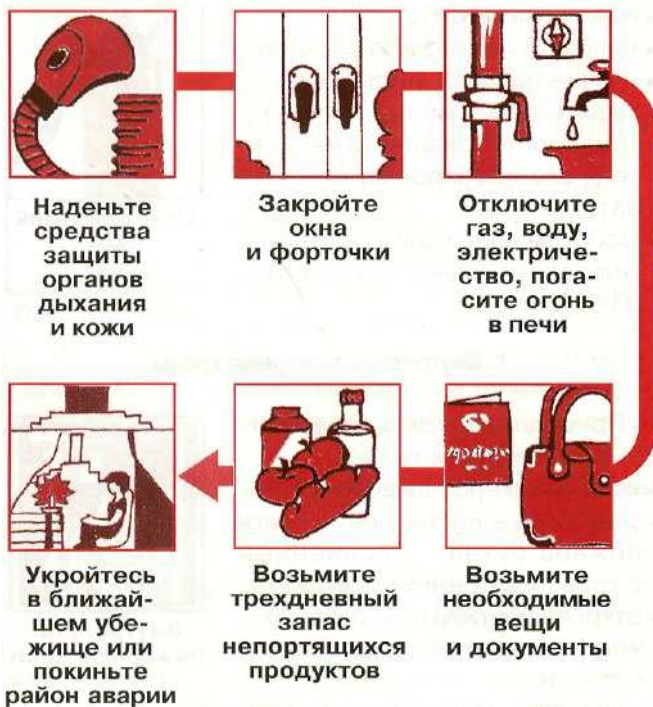 Наденьте
средства
защиты
органов
дыхания
и кожи
Закройте
окна
и форточки
Отключите
газ, воду,
электриче-
ство, пога-
сите огонь
в печи
Возьмите
необходимые
вещи
и документы
Возьмите
трехдневный
запас
непортящихся
продуктов
Укройтесь
в ближай-
шем убе-
жище или
покиньте
район аварии